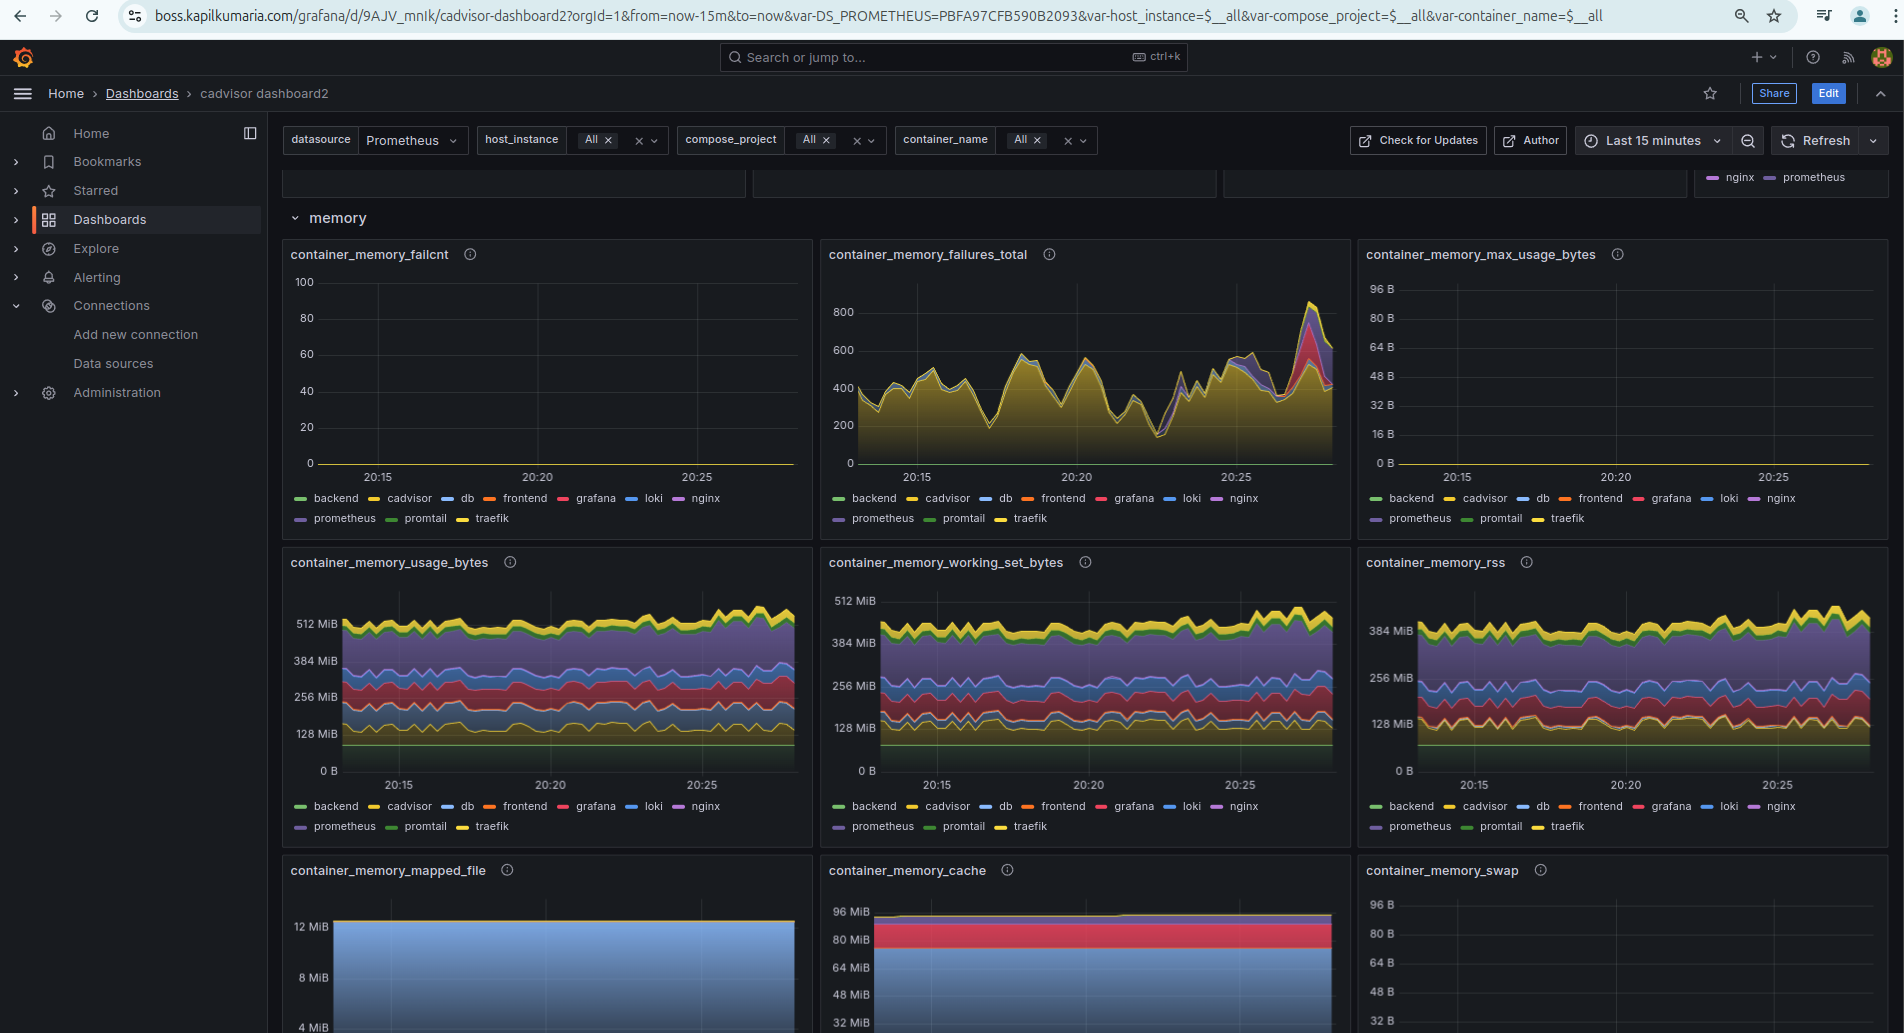 boss.kapilkumaria.com/grafana/d/9AJV_mnIk/cadvisor-dashboard2?orgId=1&from=now-15m&to=now&var-DS_PROMETHEUS=PBFA97CFB590B2093&var-host_instance=$__all&var-compose_project=$__all&var-container_name=$__all
Search or jump to... ctrl+k
Home › Dashboards › cadvisor dashboard2 Share Edit
Home
Bookmarks
Starred
Dashboards
Explore
Alerting
Connections
Add new connection
Data sources
Administration
datasource Prometheus host_instance All compose_project All container_name All Check for Updates Author Last 15 minutes Refresh
nginx prometheus
memory
container_memory_failcnt
100
80
60
40
20
0
20:15 20:20 20:25
backend cadvisor db frontend grafana loki nginx
prometheus promtail traefik
container_memory_failures_total
800
600
400
200
0
20:15 20:20 20:25
backend cadvisor db frontend grafana loki nginx
prometheus promtail traefik
container_memory_max_usage_bytes
96 B
80 B
64 B
48 B
32 B
16 B
0 B
20:15 20:20 20:25
backend cadvisor db frontend grafana loki nginx
prometheus promtail traefik
container_memory_usage_bytes
512 MiB
384 MiB
256 MiB
128 MiB
0 B
20:15 20:20 20:25
backend cadvisor db frontend grafana loki nginx
prometheus promtail traefik
container_memory_working_set_bytes
512 MiB
384 MiB
256 MiB
128 MiB
0 B
20:15 20:20 20:25
backend cadvisor db frontend grafana loki nginx
prometheus promtail traefik
container_memory_rss
384 MiB
256 MiB
128 MiB
0 B
20:15 20:20 20:25
backend cadvisor db frontend grafana loki nginx
prometheus promtail traefik
container_memory_mapped_file
12 MiB
8 MiB
4 MiB
container_memory_cache
96 MiB
80 MiB
64 MiB
48 MiB
32 MiB
container_memory_swap
96 B
80 B
64 B
48 B
32 B